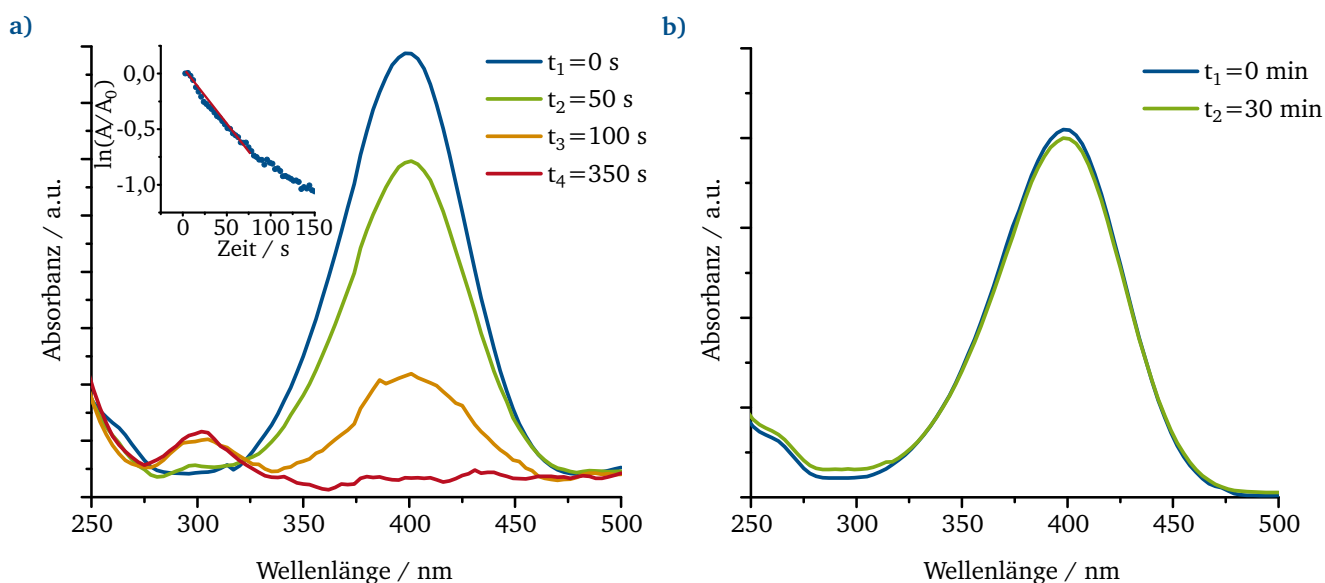 a)
Absorbanz / a.u.
ln(A/A₀)
0,0
-0,5
-1,0
0 50 100 150
Zeit / s
t₁=0 s
t₂=50 s
t₃=100 s
t₄=350 s
250 300 350 400 450 500
Wellenlänge / nm
b)
Absorbanz / a.u.
t₁=0 min
t₂=30 min
250 300 350 400 450 500
Wellenlänge / nm